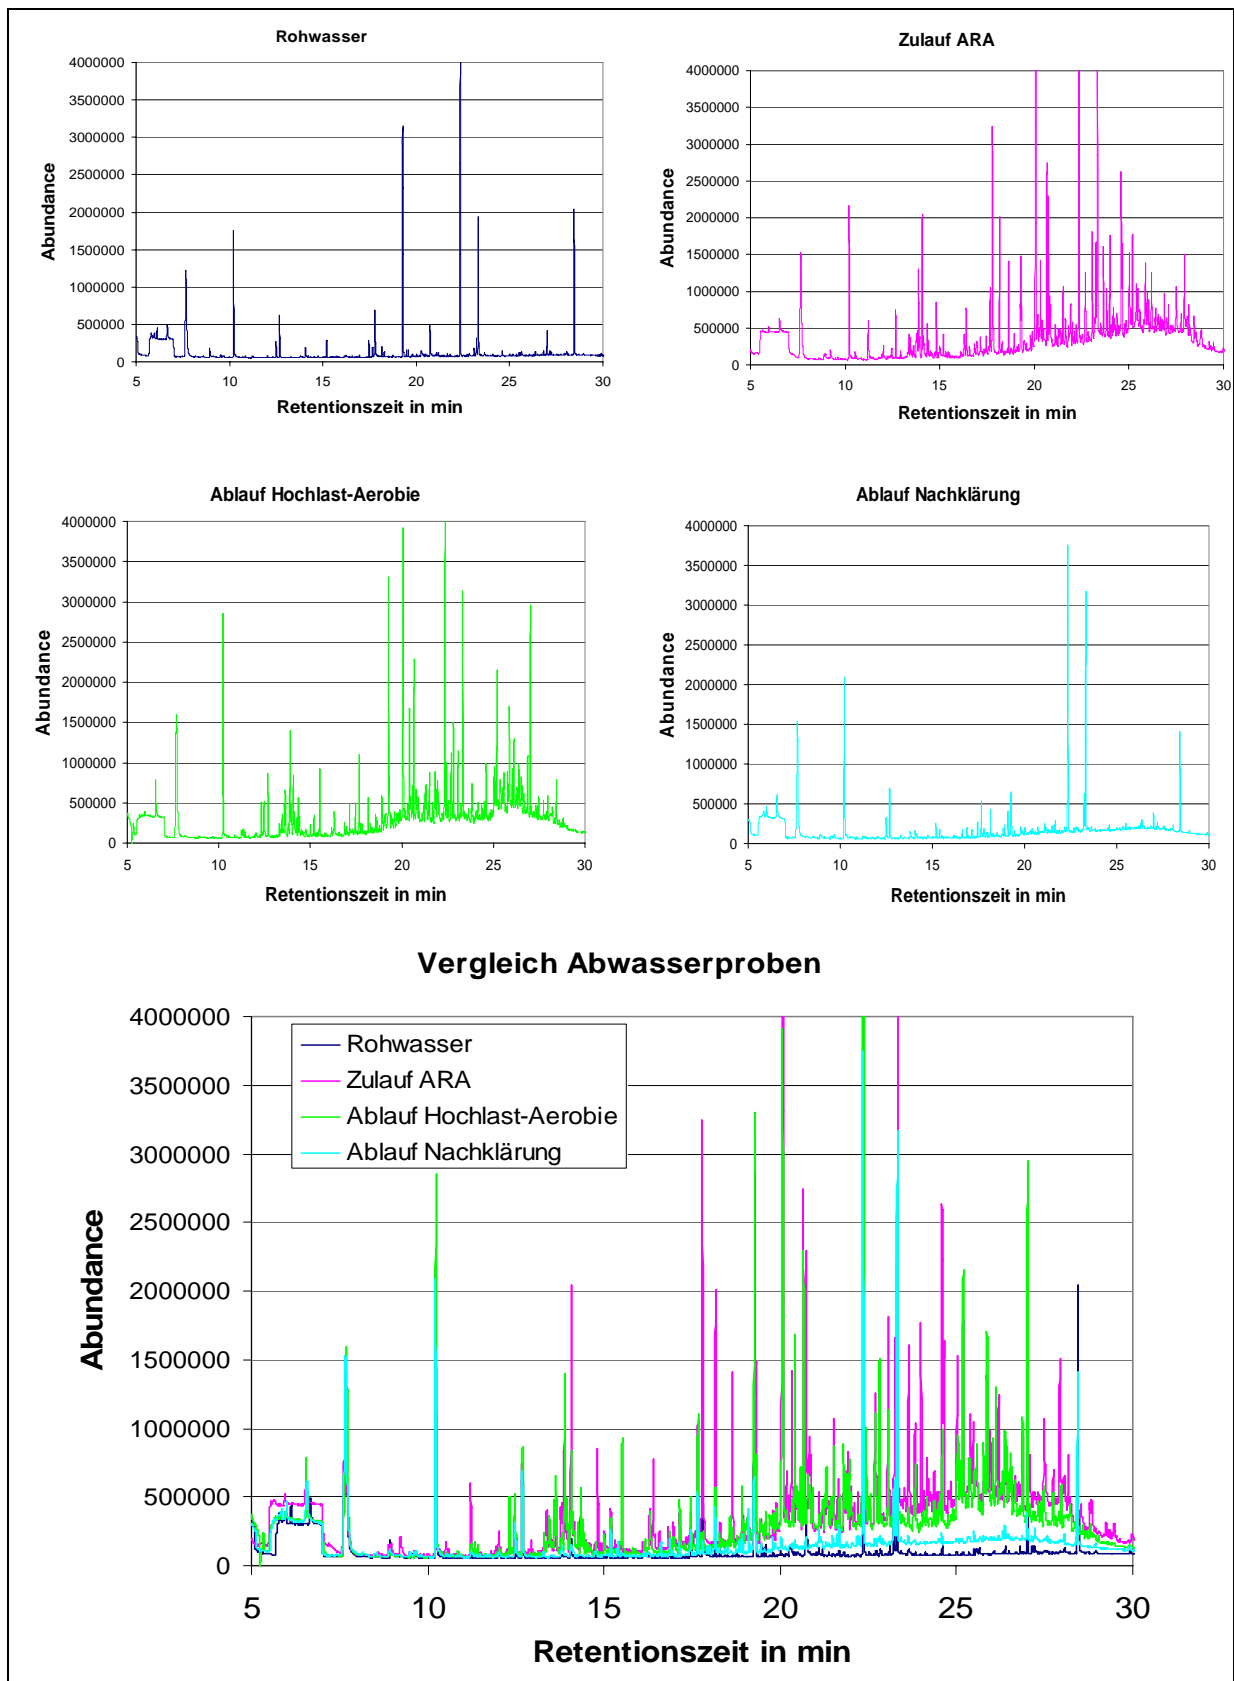 Rohwasser
4000000
3500000
3000000
2500000
2000000
1500000
1000000
500000
0
Abundance
5 10 15 20 25 30
Retentionszeit in min
Zulauf ARA
4000000
3500000
3000000
2500000
2000000
1500000
1000000
500000
0
Abundance
5 10 15 20 25 30
Retentionszeit in min
Ablauf Hochlast-Aerobie
4000000
3500000
3000000
2500000
2000000
1500000
1000000
500000
0
Abundance
5 10 15 20 25 30
Retentionszeit in min
Ablauf Nachklärung
4000000
3500000
3000000
2500000
2000000
1500000
1000000
500000
0
Abundance
5 10 15 20 25 30
Retentionszeit in min
Vergleich Abwasserproben
4000000
3500000
3000000
2500000
2000000
1500000
1000000
500000
0
Abundance
Rohwasser
Zulauf ARA
Ablauf Hochlast-Aerobie
Ablauf Nachklärung
5 10 15 20 25 30
Retentionszeit in min